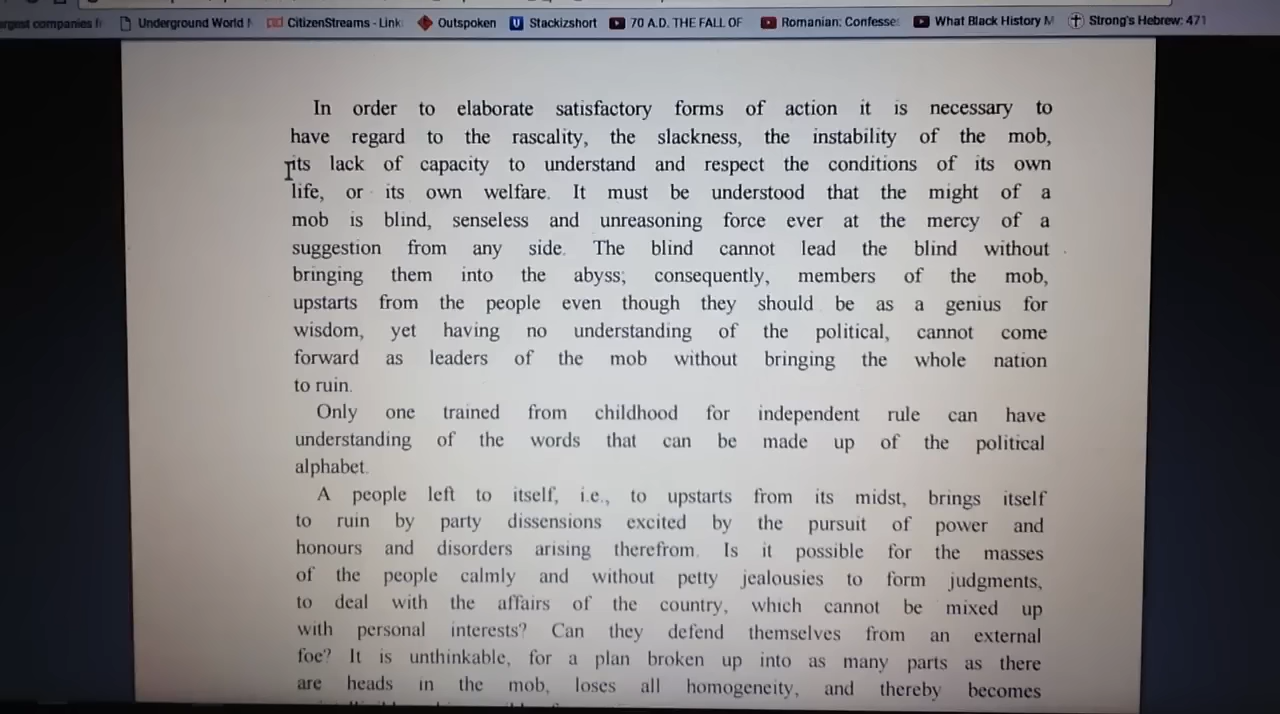 Underground World CitizenStreams - Link Outspoken Stackizshort 70 A.D. THE FALL OF Romanian: Confesse What Black History M Strong's Hebrew: 471
In order to elaborate satisfactory forms of action it is necessary to
have regard to the rascality, the slackness, the instability of the mob,
its lack of capacity to understand and respect the conditions of its own
life, or its own welfare. It must be understood that the might of a
mob is blind, senseless and unreasoning force ever at the mercy of a
suggestion from any side. The blind cannot lead the blind without
bringing them into the abyss; consequently, members of the mob,
upstarts from the people even though they should be as a genius for
wisdom, yet having no understanding of the political, cannot come
forward as leaders of the mob without bringing the whole nation
to ruin.
Only one trained from childhood for independent rule can have
understanding of the words that can be made up of the political
alphabet.
A people left to itself, i.e., to upstarts from its midst, brings itself
to ruin by party dissensions excited by the pursuit of power and
honours and disorders arising therefrom. Is it possible for the masses
of the people calmly and without petty jealousies to form judgments,
to deal with the affairs of the country, which cannot be mixed up
with personal interests? Can they defend themselves from an external
foe? It is unthinkable, for a plan broken up into as many parts as there
are heads in the mob, loses all homogeneity, and thereby becomes